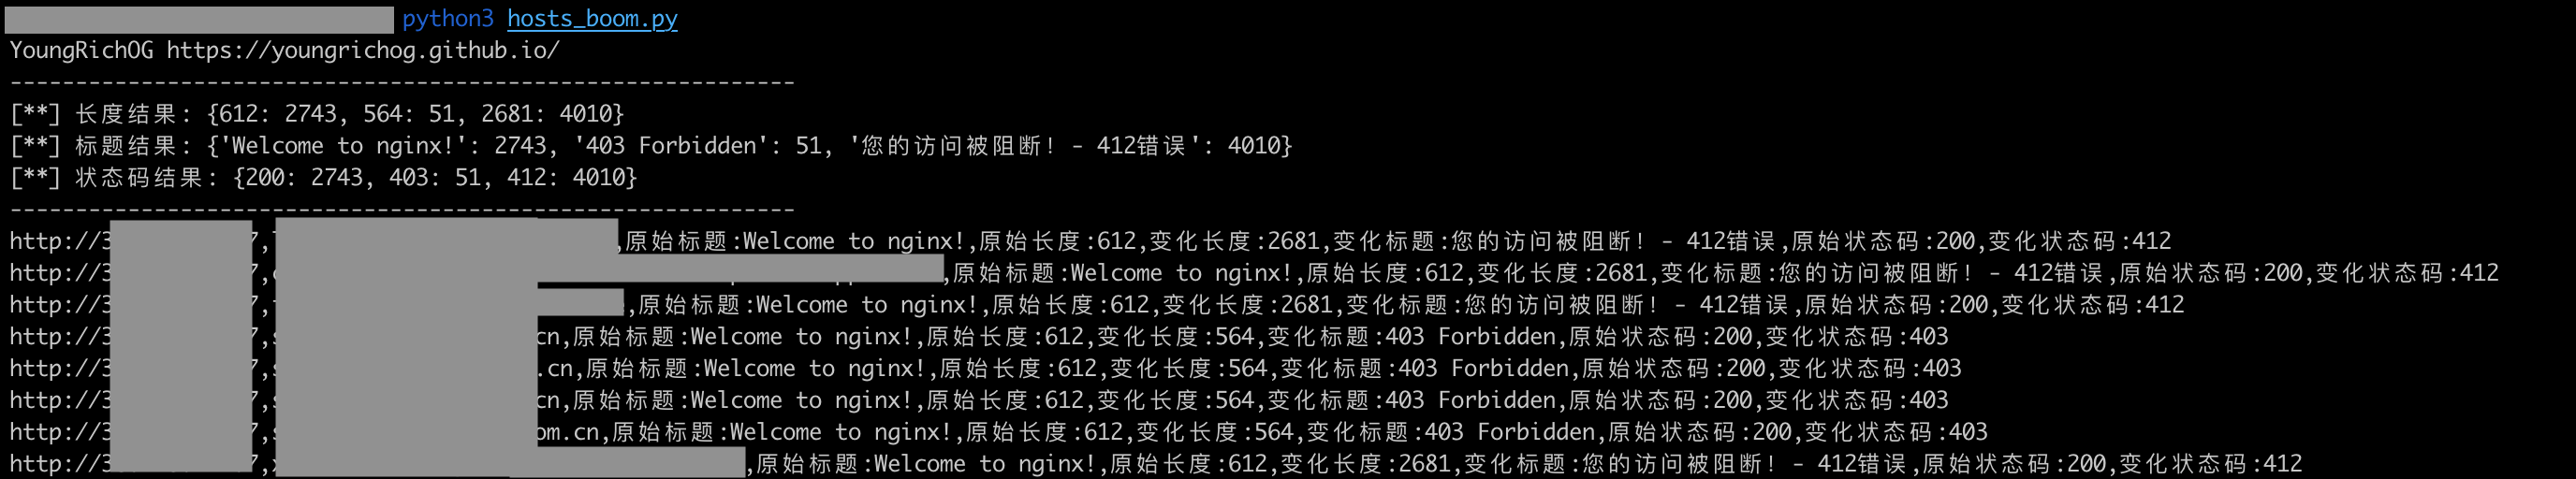 python3 hosts_boom.py
YoungRichOG https://youngrichog.github.io/
------------------------------------------------------------
[**] 长度结果: {612: 2743, 564: 51, 2681: 4010}
[**] 标题结果: {'Welcome to nginx!': 2743, '403 Forbidden': 51, '您的访问被阻断! - 412错误': 4010}
[**] 状态码结果: {200: 2743, 403: 51, 412: 4010}
------------------------------------------------------------
http://3 7, ,原始标题:Welcome to nginx!,原始长度:612,变化长度:2681,变化标题:您的访问被阻断! - 412错误,原始状态码:200,变化状态码:412
http://3 7, ,原始标题:Welcome to nginx!,原始长度:612,变化长度:2681,变化标题:您的访问被阻断! - 412错误,原始状态码:200,变化状态码:412
http://3 7, ,原始标题:Welcome to nginx!,原始长度:612,变化长度:2681,变化标题:您的访问被阻断! - 412错误,原始状态码:200,变化状态码:412
http://3 7,s cn,原始标题:Welcome to nginx!,原始长度:612,变化长度:564,变化标题:403 Forbidden,原始状态码:200,变化状态码:403
http://3 7,s .cn,原始标题:Welcome to nginx!,原始长度:612,变化长度:564,变化标题:403 Forbidden,原始状态码:200,变化状态码:403
http://3 7,s cn,原始标题:Welcome to nginx!,原始长度:612,变化长度:564,变化标题:403 Forbidden,原始状态码:200,变化状态码:403
http://3 7,s om.cn,原始标题:Welcome to nginx!,原始长度:612,变化长度:564,变化标题:403 Forbidden,原始状态码:200,变化状态码:403
http://3 7,x ,原始标题:Welcome to nginx!,原始长度:612,变化长度:2681,变化标题:您的访问被阻断! - 412错误,原始状态码:200,变化状态码:412